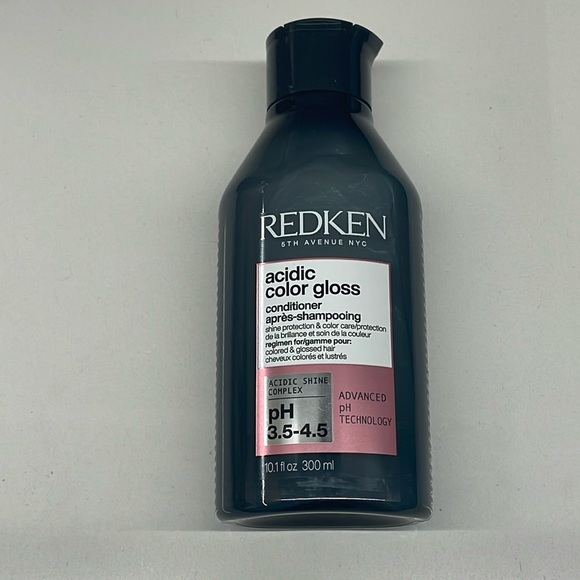 REDKEN
5TH AVENUE NYC
acidic
color gloss
conditioner
après-shampooing
shine protection & color care/protection
de la brillance et soin de la couleur
regimen for/gamme pour:
colored & glossed hair
cheveux colorés et lustrés
ACIDIC SHINE
COMPLEX
pH
3.5-4.5
ADVANCED
pH
TECHNOLOGY
10.1 fl oz 300 ml